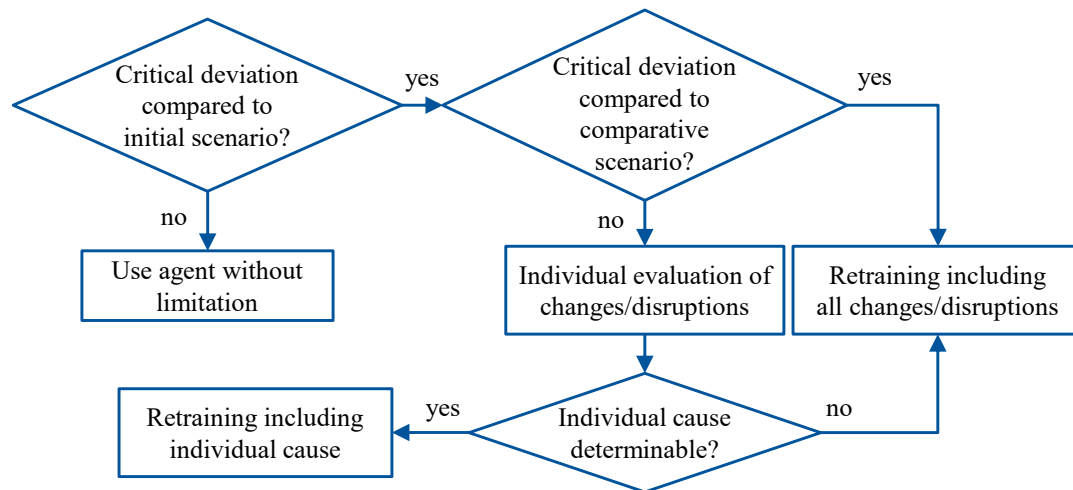 Critical deviation
compared to
initial scenario?
yes
Critical deviation
compared to
comparative
scenario?
yes
no
Use agent without
limitation
no
Individual evaluation of
changes/disruptions
Retraining including
all changes/disruptions
Retraining including
individual cause
yes
Individual cause
determinable?
no